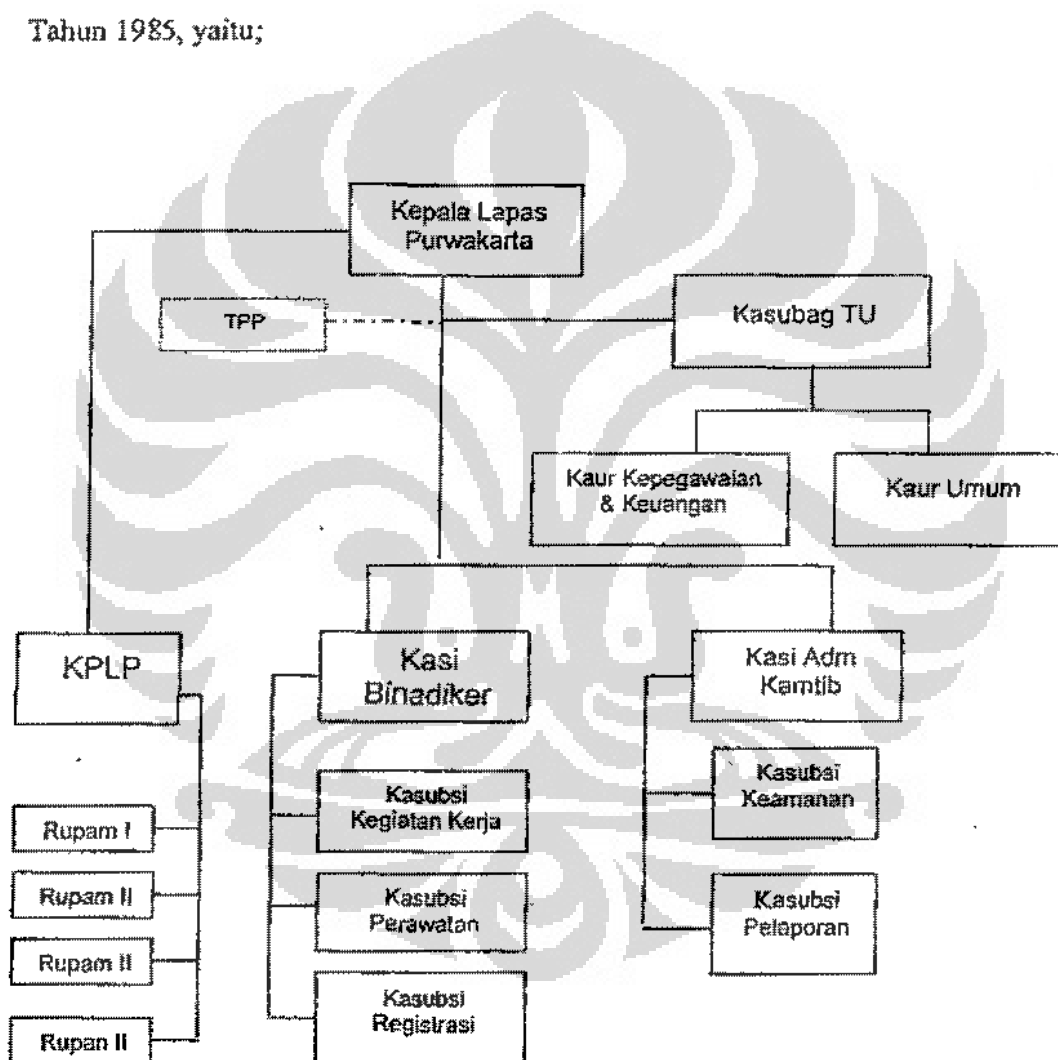 Tahun 1985, yaitu;
Kepala Lapas
Purwakarta
TPP
Kasubag TU
Kaur Kepegawaian
& Keuangan
Kaur Umum
KPLP
Kasi
Binadiker
Kasi Adm
Kamtib
Kasubsi
Kegiatan Kerja
Kasubsi
Keamanan
Rupam I
Rupam II
Kasubsi
Perawatan
Kasubsi
Pelaporan
Rupam II
Rupan II
Kasubsi
Registrasi